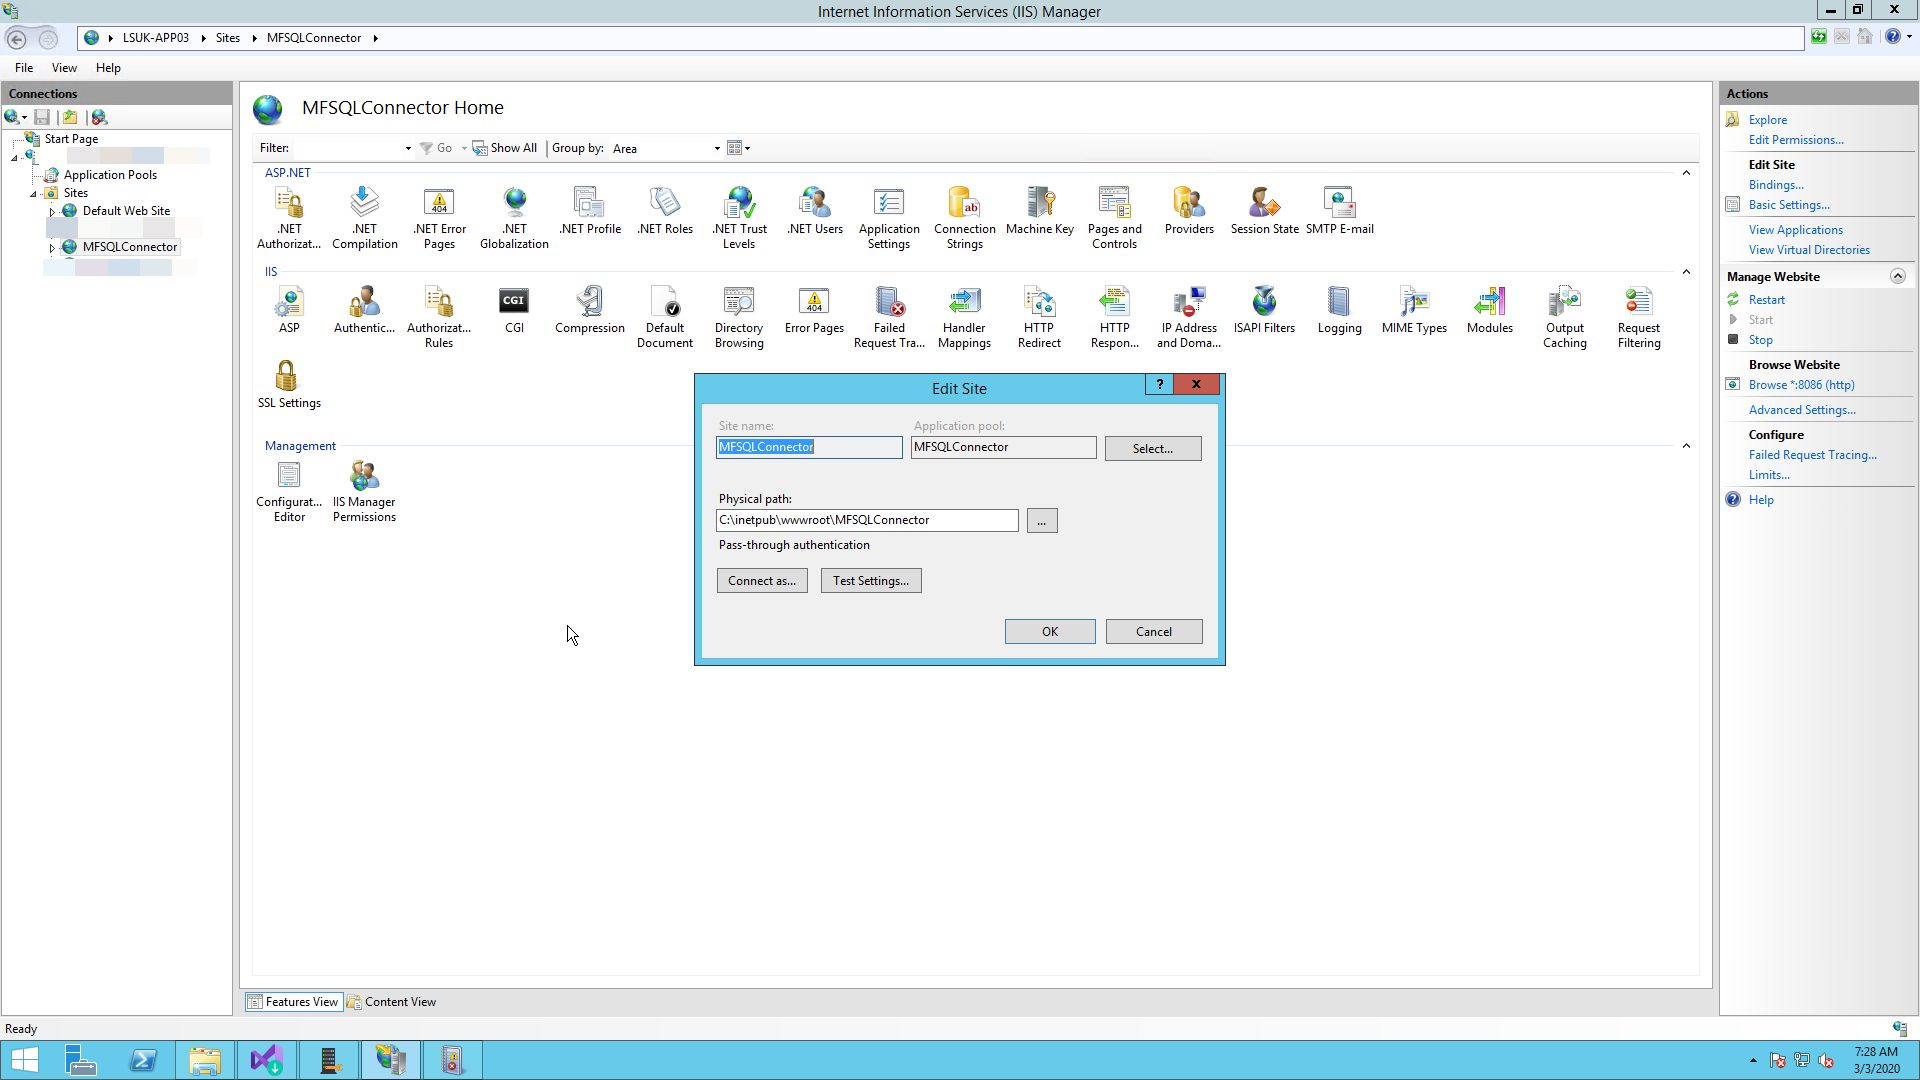 Internet Information Services (IIS) Manager
LSUK-APP03 Sites MFSQLConnector
File View Help
Connections
Start Page
Application Pools
Sites
Default Web Site
MFSQLConnector
MFSQLConnector Home
Filter: Go Show All Group by: Area
ASP.NET
.NET Authorizat...
.NET Compilation
.NET Error Pages
.NET Globalization
.NET Profile
.NET Roles
.NET Trust Levels
.NET Users
Application Settings
Connection Strings
Machine Key
Pages and Controls
Providers
Session State
SMTP E-mail
IIS
ASP
Authentic...
Authorizat... Rules
CGI
Compression
Default Document
Directory Browsing
Error Pages
Failed Request Tra...
Handler Mappings
HTTP Redirect
HTTP Respon...
IP Address and Doma...
ISAPI Filters
Logging
MIME Types
Modules
Output Caching
Request Filtering
SSL Settings
Management
Configurat... Editor
IIS Manager Permissions
Edit Site
?
Site name:
Application pool:
MFSQLConnector
MFSQLConnector
Select...
Physical path:
C:\inetpub\wwwroot\MFSQLConnector
...
Pass-through authentication
Connect as...
Test Settings...
OK
Cancel
Features View
Content View
Actions
Explore
Edit Permissions...
Edit Site
Bindings...
Basic Settings...
View Applications
View Virtual Directories
Manage Website
Restart
Start
Stop
Browse Website
Browse *:8086 (http)
Advanced Settings...
Configure
Failed Request Tracing...
Limits...
Help
Ready
7:28 AM
3/3/2020